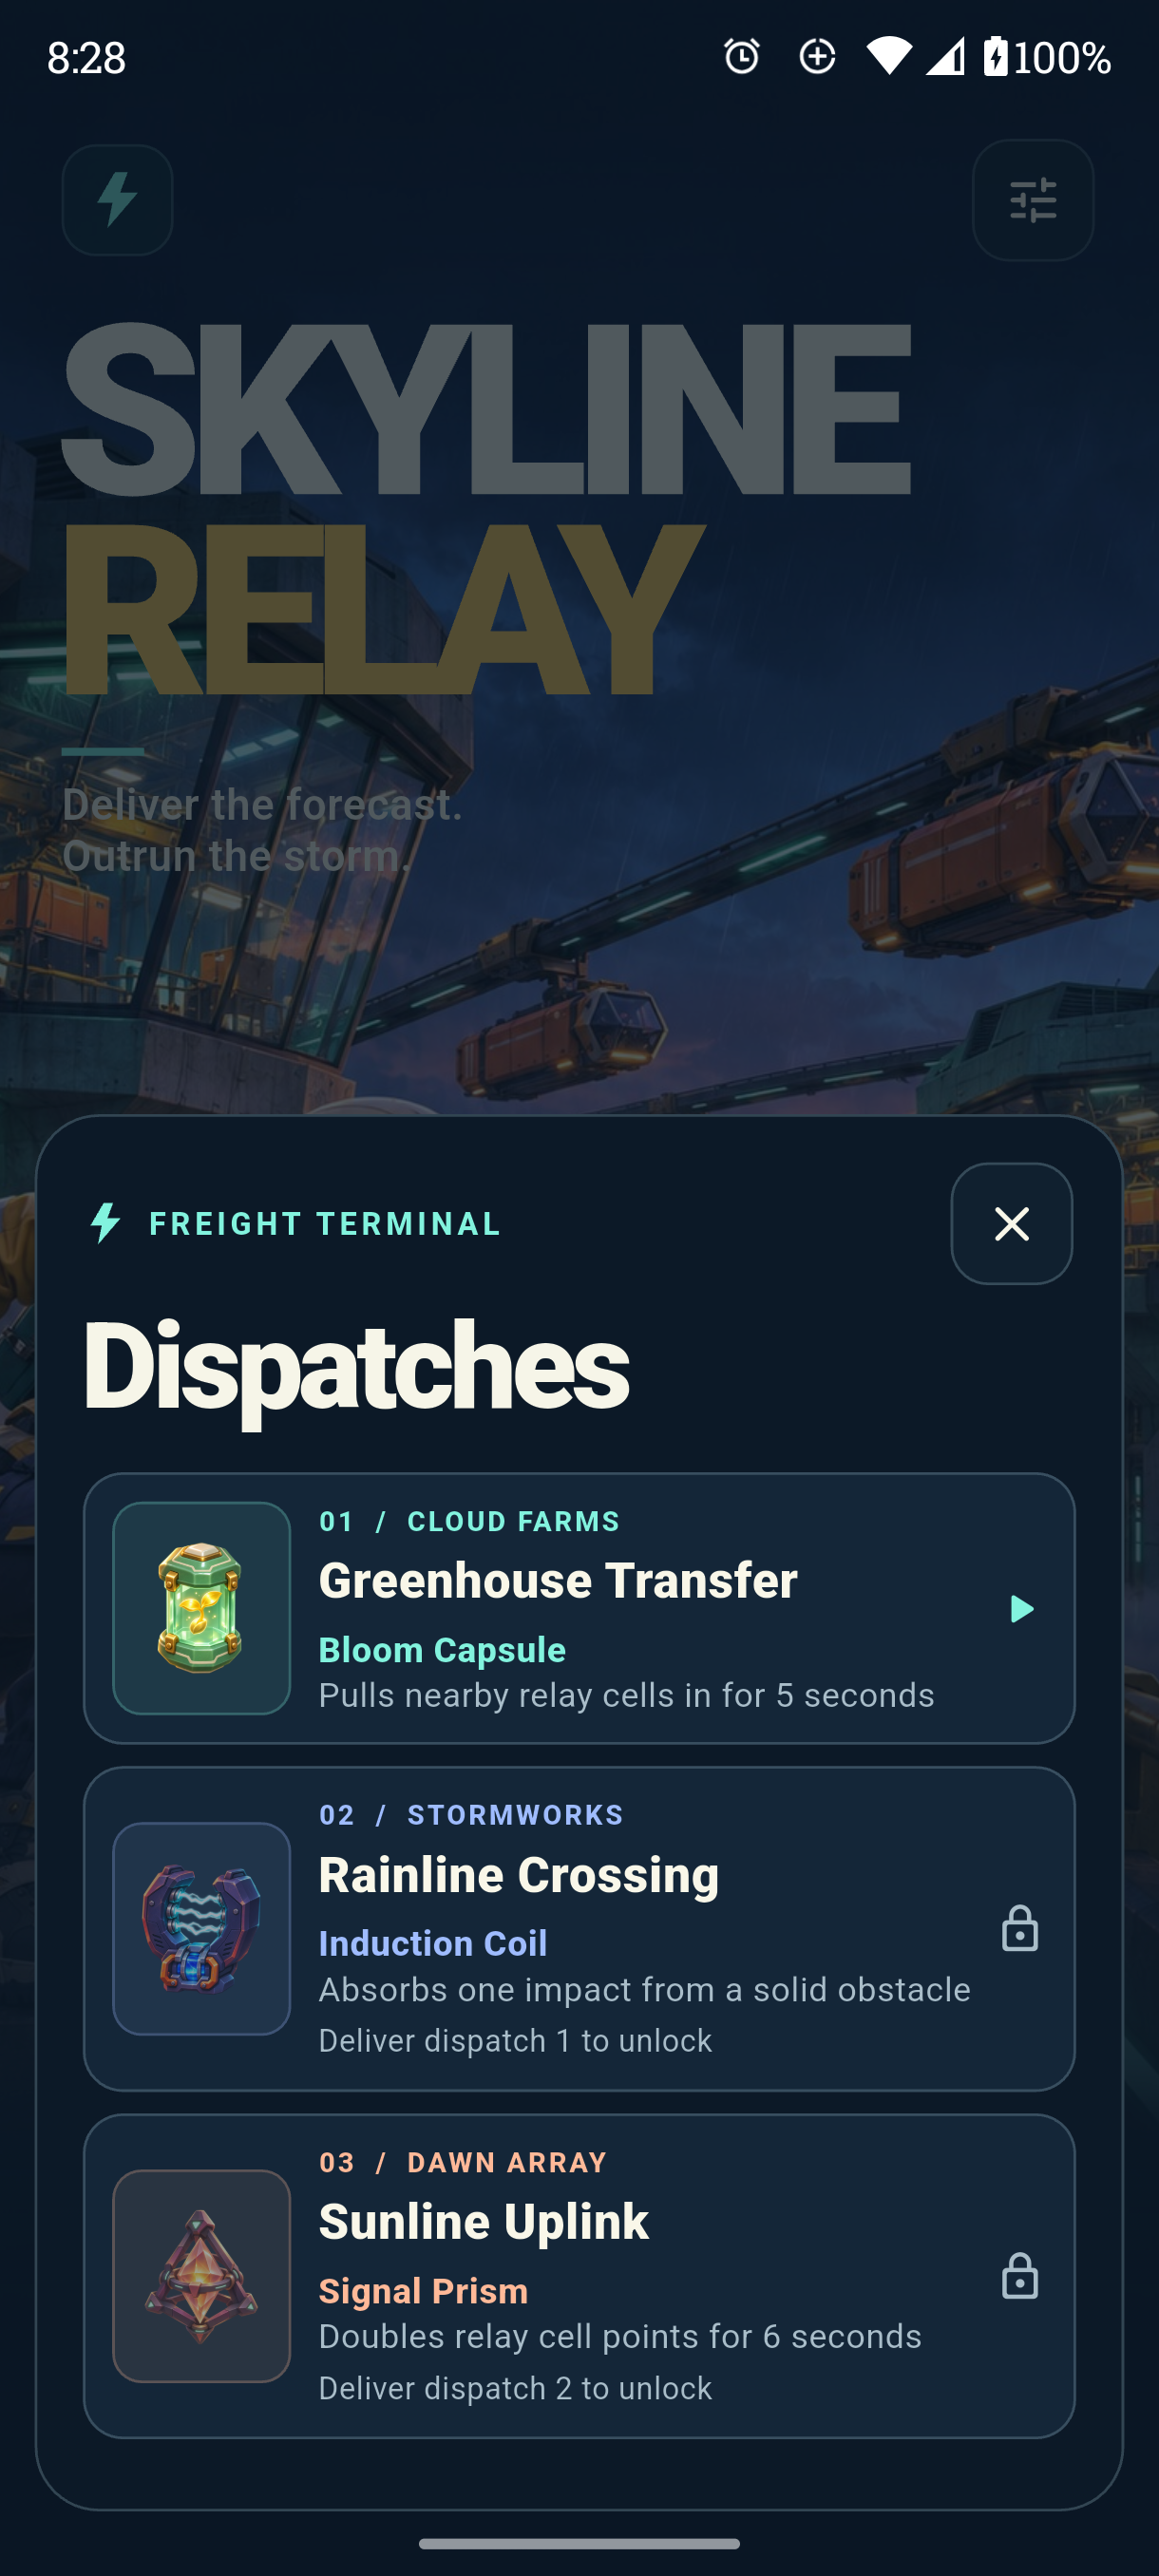 8:28
100%
SKYLINE
RELAY
Deliver the forecast.
Outrun the storm.
FREIGHT TERMINAL
Dispatches
01 / CLOUD FARMS
Greenhouse Transfer
Bloom Capsule
Pulls nearby relay cells in for 5 seconds
02 / STORMWORKS
Rainline Crossing
Induction Coil
Absorbs one impact from a solid obstacle
Deliver dispatch 1 to unlock
03 / DAWN ARRAY
Sunline Uplink
Signal Prism
Doubles relay cell points for 6 seconds
Deliver dispatch 2 to unlock